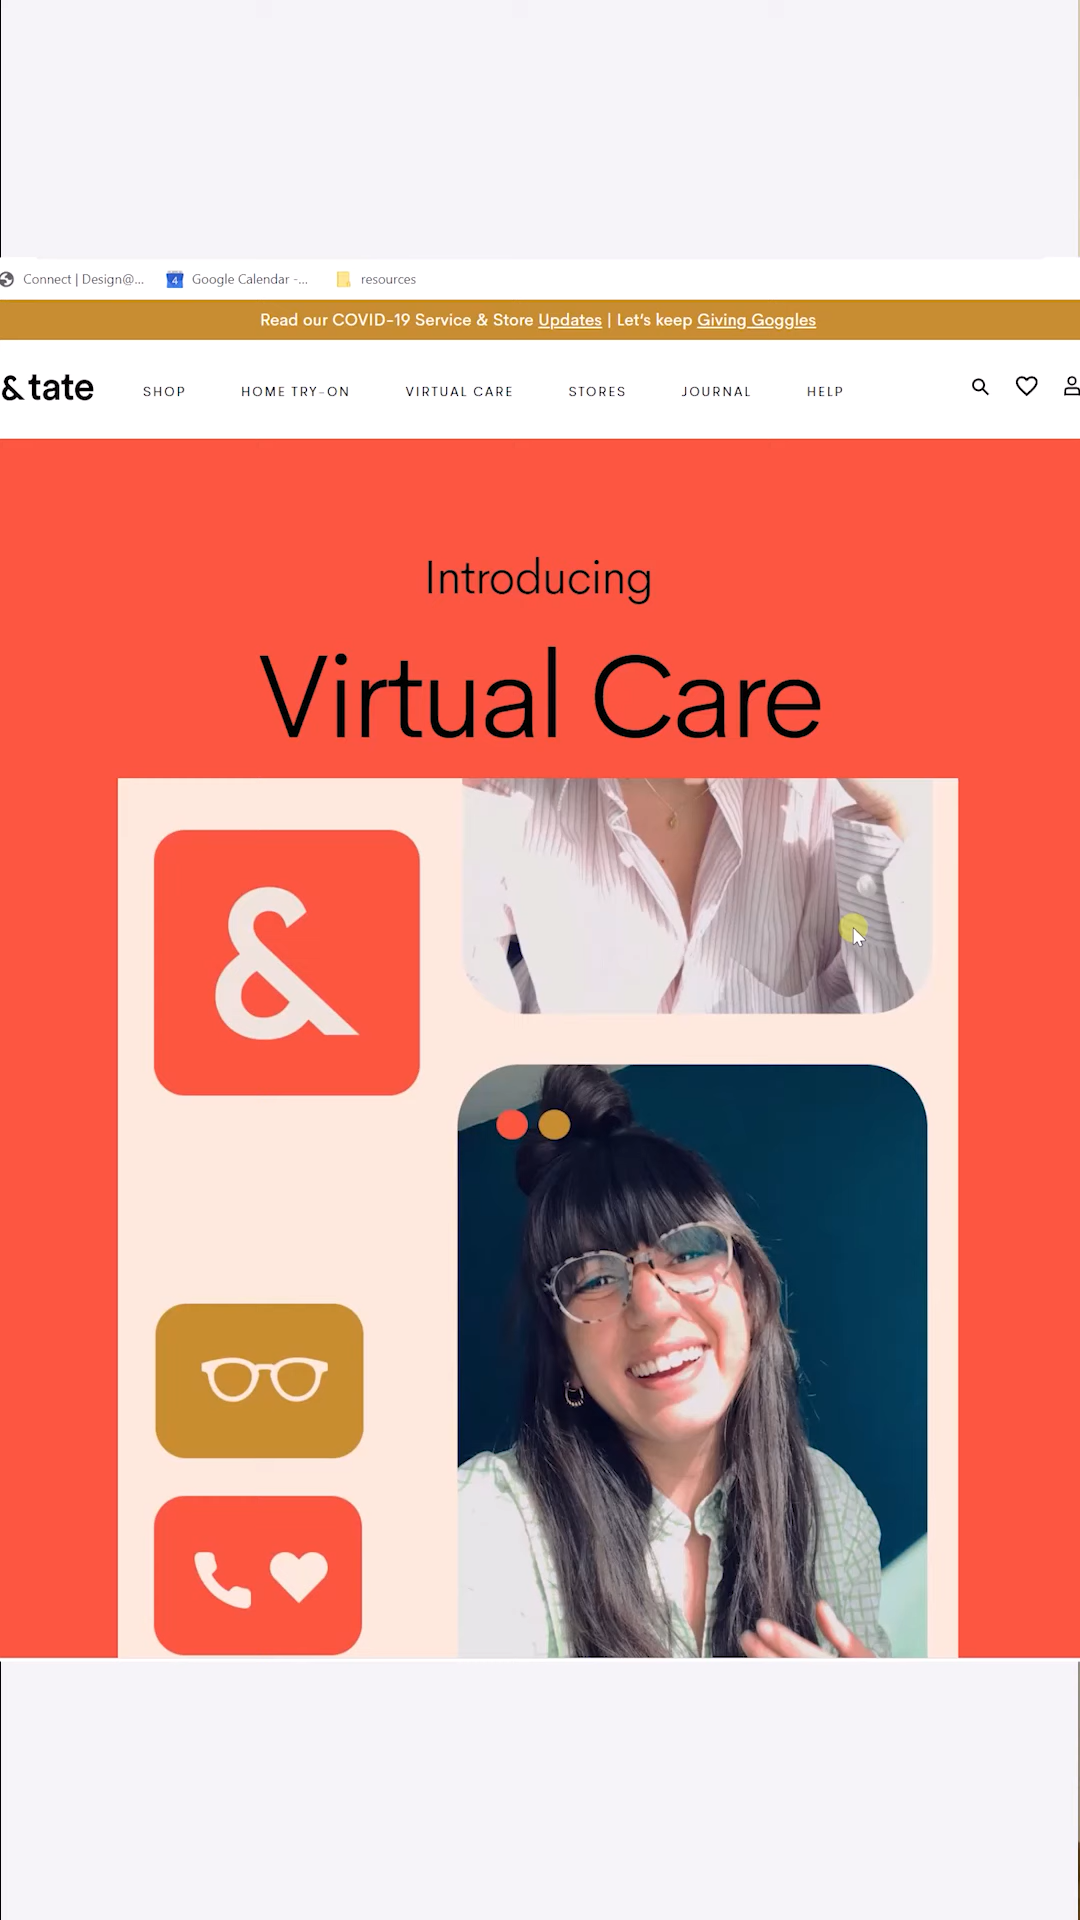 Connect | Design@... Google Calendar -... resources
Read our COVID-19 Service & Store Updates | Let's keep Giving Goggles
& tate SHOP HOME TRY-ON VIRTUAL CARE STORES JOURNAL HELP
Introducing
Virtual Care
&